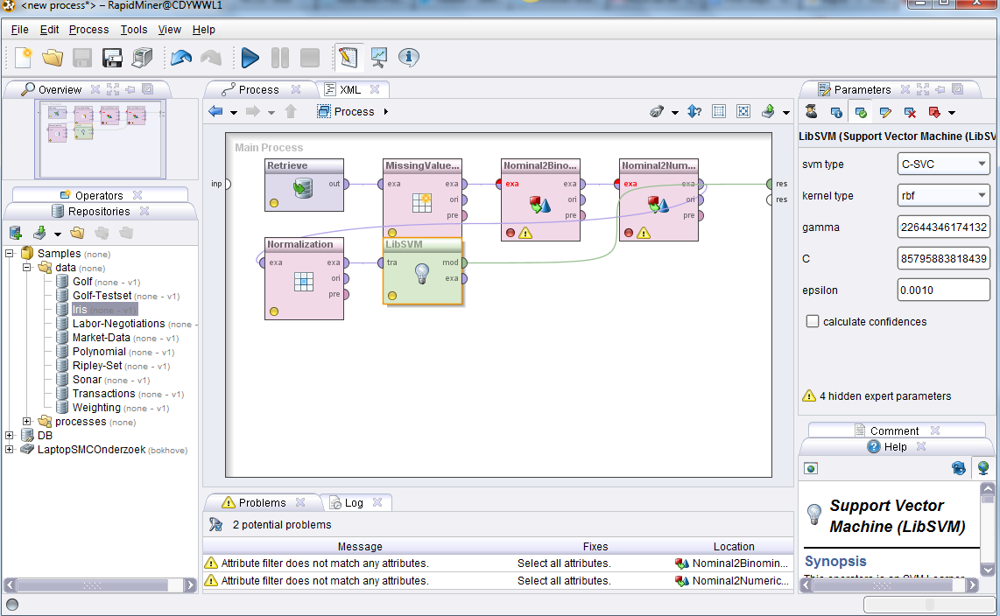 <new process*> – RapidMiner@CDYWWL1
File Edit Process Tools View Help
Overview
Operators
Repositories
Samples (none)
data (none)
Golf (none - v1)
Golf-Testset (none - v1)
Iris (none - v1)
Labor-Negotiations (none -
Market-Data (none - v1)
Polynomial (none - v1)
Ripley-Set (none - v1)
Sonar (none - v1)
Transactions (none - v1)
Weighting (none - v1)
processes (none)
DB
LaptopSMCOnderzoek (bokhove)
Process XML
Process
Main Process
inp
Retrieve
out
MissingValue...
exa exa
ori
pre
Nominal2Bino...
exa exa
ori
pre
Nominal2Num...
exa exa
ori
pre
res
res
Normalization
exa exa
ori
pre
LibSVM
tra mod
exa
Problems Log
2 potential problems
Message Fixes Location
Attribute filter does not match any attributes. Select all attributes. Nominal2Binomin...
Attribute filter does not match any attributes. Select all attributes. Nominal2Numeric...
Parameters
LibSVM (Support Vector Machine (LibSV
svm type C-SVC
kernel type rbf
gamma 22644346174132
C 85795883818439
epsilon 0.0010
calculate confidences
4 hidden expert parameters
Comment
Help
Support Vector
Machine (LibSVM)
Synopsis